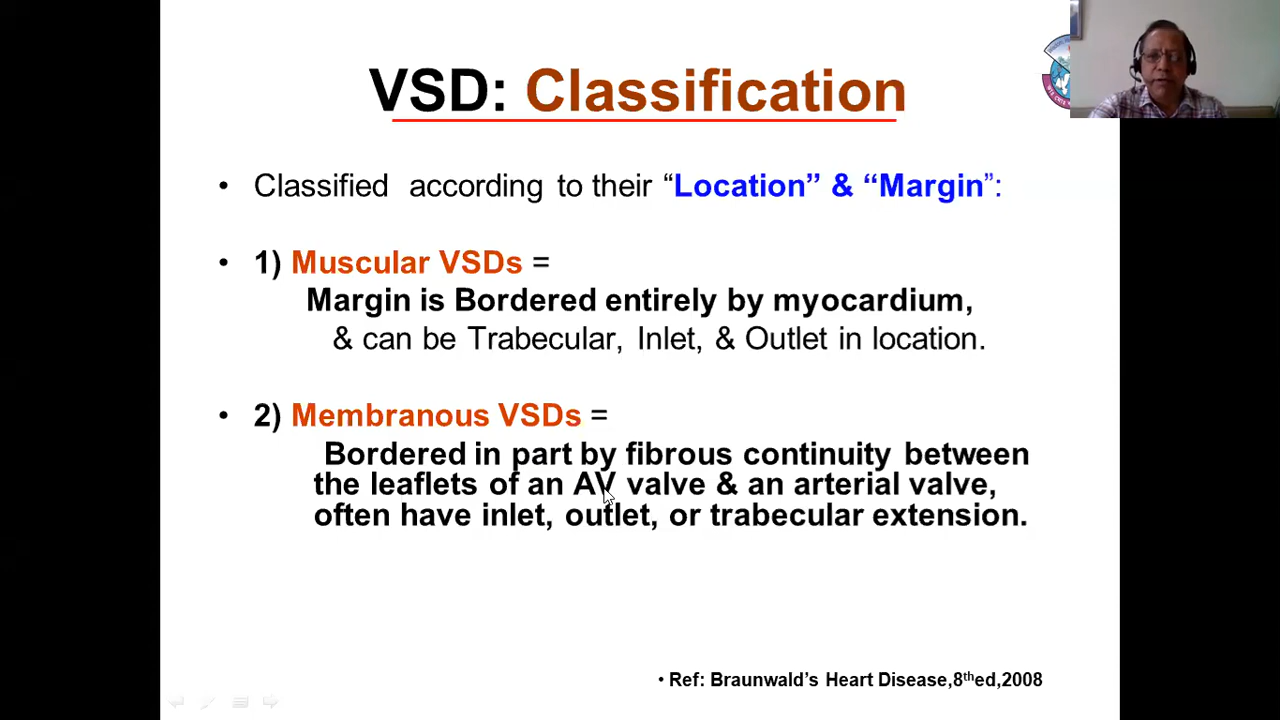 VSD: Classification
• Classified according to their “Location” & “Margin”:
• 1) Muscular VSDs =
Margin is Bordered entirely by myocardium,
& can be Trabecular, Inlet, & Outlet in location.
• 2) Membranous VSDs =
Bordered in part by fibrous continuity between
the leaflets of an AV valve & an arterial valve,
often have inlet, outlet, or trabecular extension.
• Ref: Braunwald’s Heart Disease,8thed,2008